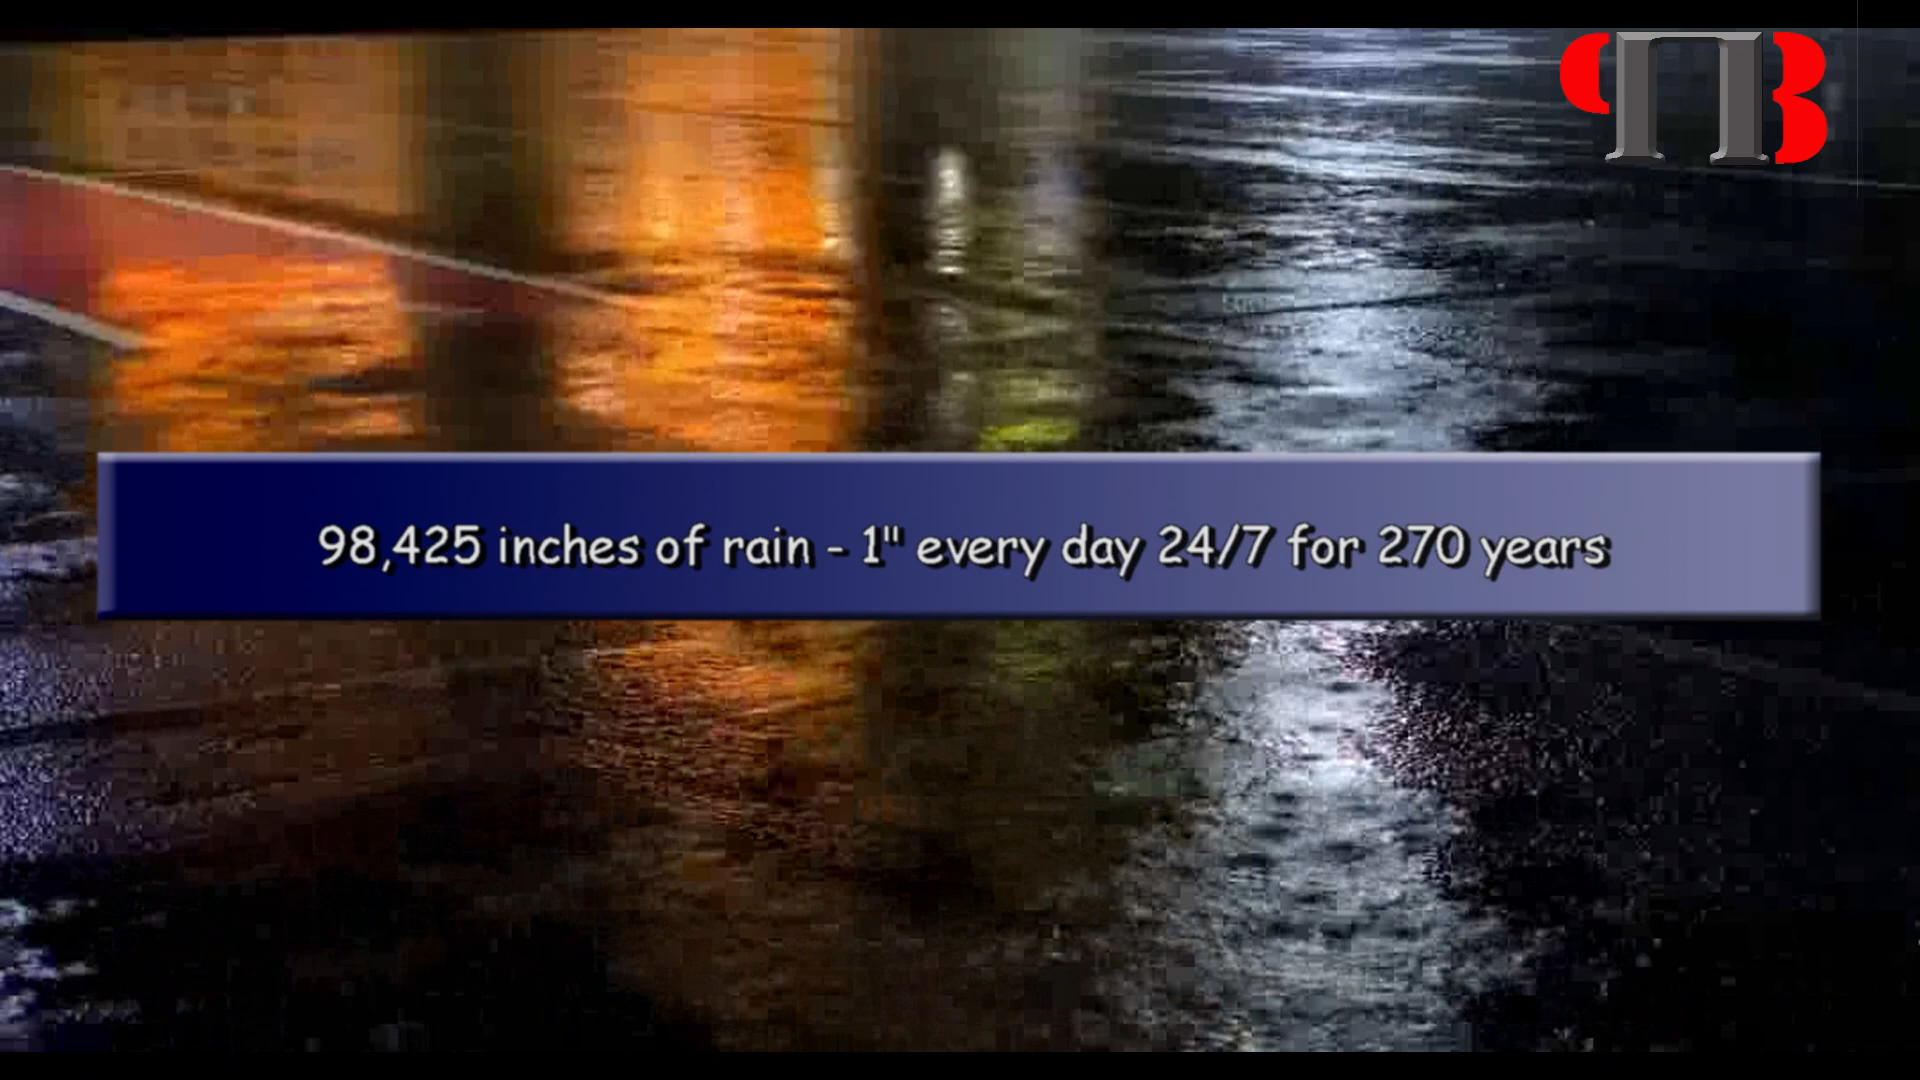 98,425 inches of rain - 1" every day 24/7 for 270 years